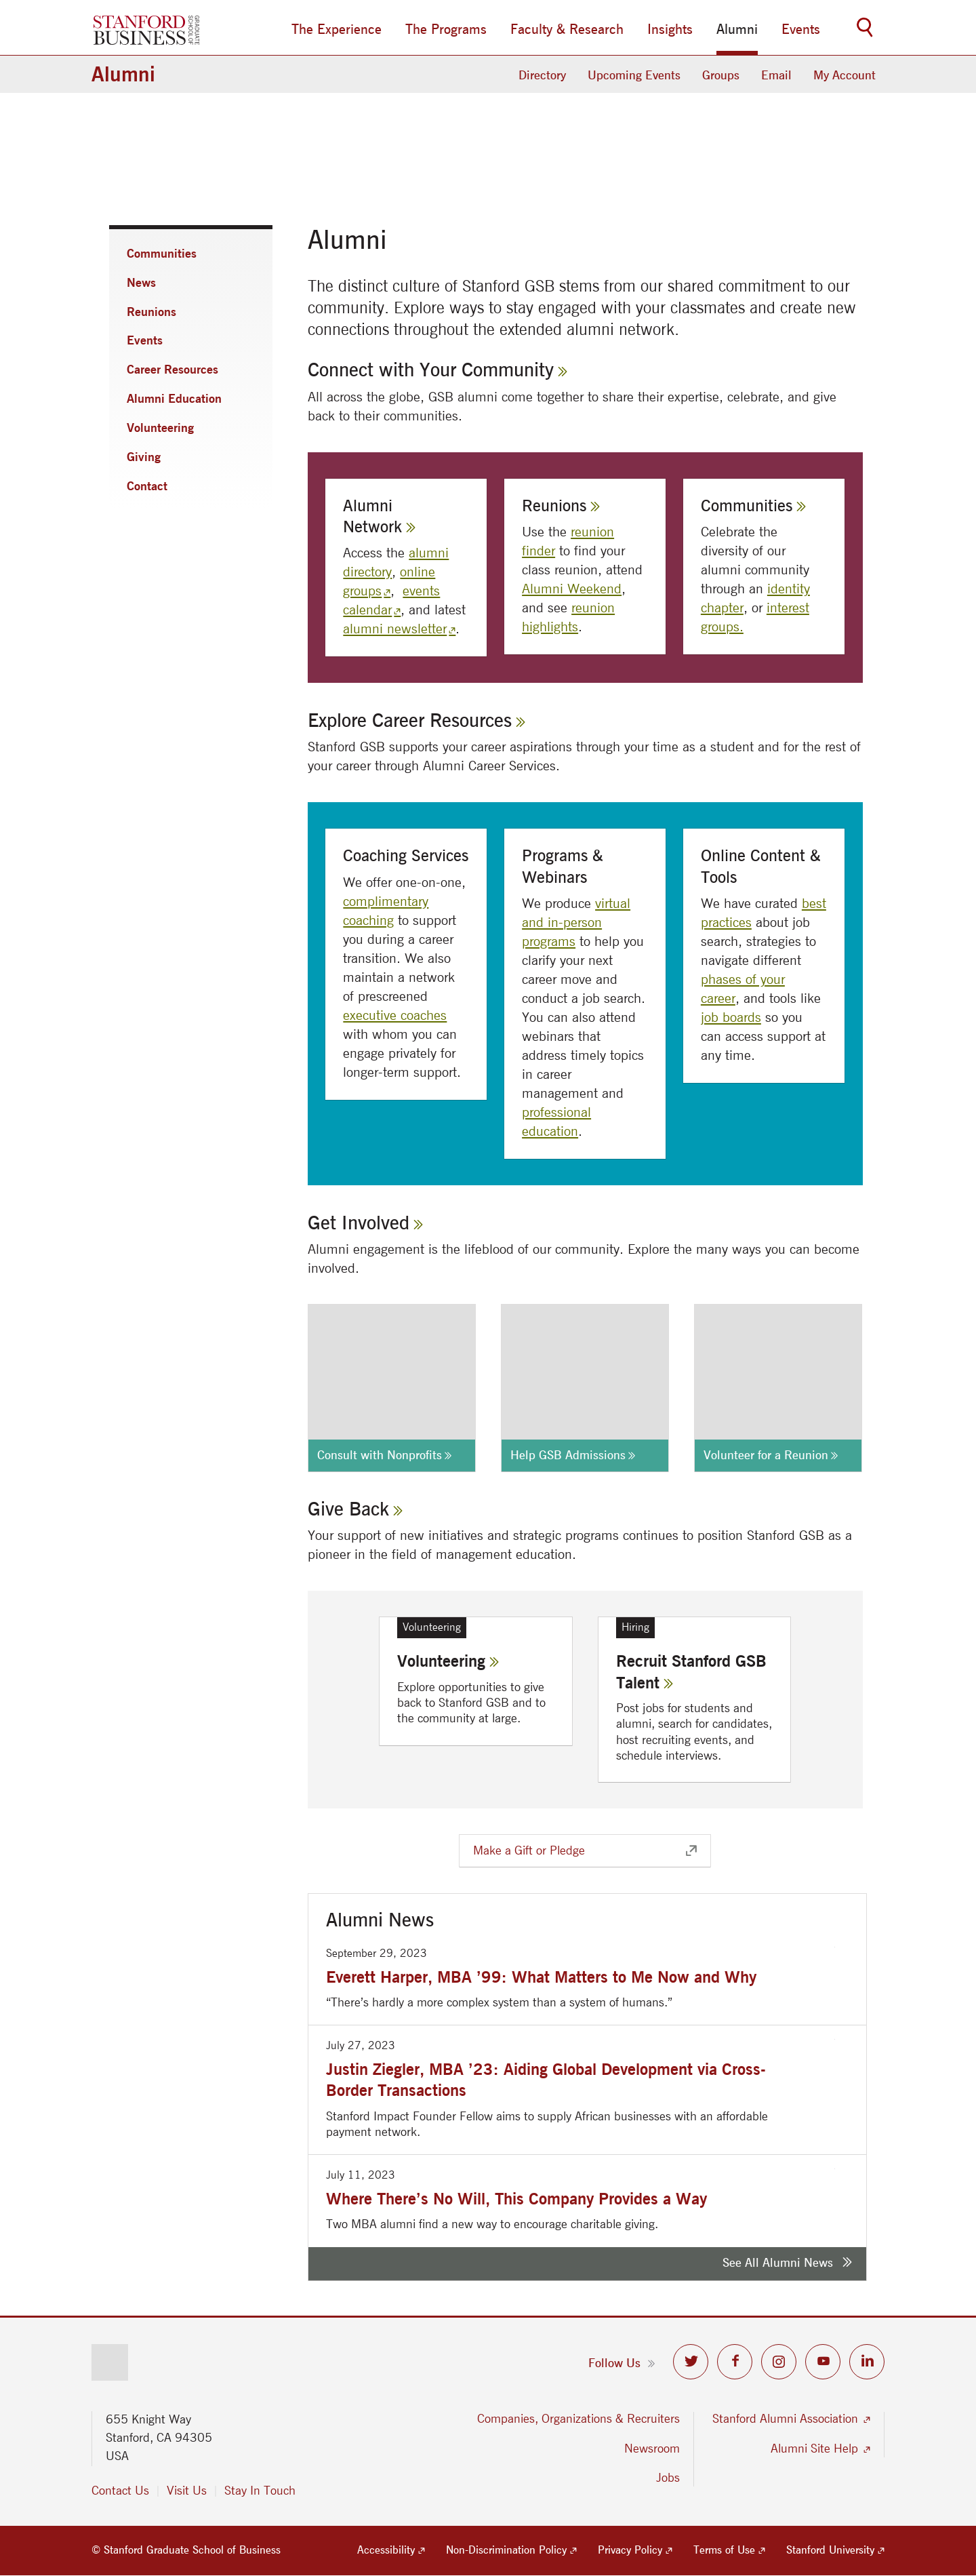 STANFORD
BUSINESS
GRADUATE
SCHOOL OF
The Experience
The Programs
Faculty & Research
Insights
Alumni
Events
Alumni
Directory
Upcoming Events
Groups
Email
My Account
Communities
News
Reunions
Events
Career Resources
Alumni Education
Volunteering
Giving
Contact
Alumni
The distinct culture of Stanford GSB stems from our shared commitment to our
community. Explore ways to stay engaged with your classmates and create new
connections throughout the extended alumni network.
Connect with Your Community
All across the globe, GSB alumni come together to share their expertise, celebrate, and give
back to their communities.
Alumni
Network
Access the alumni
directory, online
groups, events
calendar, and latest
alumni newsletter.
Reunions
Use the reunion
finder to find your
class reunion, attend
Alumni Weekend,
and see reunion
highlights.
Communities
Celebrate the
diversity of our
alumni community
through an identity
chapter, or interest
groups.
Explore Career Resources
Stanford GSB supports your career aspirations through your time as a student and for the rest of
your career through Alumni Career Services.
Coaching Services
We offer one-on-one,
complimentary
coaching to support
you during a career
transition. We also
maintain a network
of prescreened
executive coaches
with whom you can
engage privately for
longer-term support.
Programs &
Webinars
We produce virtual
and in-person
programs to help you
clarify your next
career move and
conduct a job search.
You can also attend
webinars that
address timely topics
in career
management and
professional
education.
Online Content &
Tools
We have curated best
practices about job
search, strategies to
navigate different
phases of your
career, and tools like
job boards so you
can access support at
any time.
Get Involved
Alumni engagement is the lifeblood of our community. Explore the many ways you can become
involved.
Consult with Nonprofits
Help GSB Admissions
Volunteer for a Reunion
Give Back
Your support of new initiatives and strategic programs continues to position Stanford GSB as a
pioneer in the field of management education.
Volunteering
Volunteering
Explore opportunities to give
back to Stanford GSB and to
the community at large.
Hiring
Recruit Stanford GSB
Talent
Post jobs for students and
alumni, search for candidates,
host recruiting events, and
schedule interviews.
Make a Gift or Pledge
Alumni News
September 29, 2023
Everett Harper, MBA ’99: What Matters to Me Now and Why
“There’s hardly a more complex system than a system of humans.”
July 27, 2023
Justin Ziegler, MBA ’23: Aiding Global Development via Cross-
Border Transactions
Stanford Impact Founder Fellow aims to supply African businesses with an affordable
payment network.
July 11, 2023
Where There’s No Will, This Company Provides a Way
Two MBA alumni find a new way to encourage charitable giving.
See All Alumni News
Follow Us
655 Knight Way
Stanford, CA 94305
USA
Contact Us
Visit Us
Stay In Touch
Companies, Organizations & Recruiters
Newsroom
Jobs
Stanford Alumni Association
Alumni Site Help
© Stanford Graduate School of Business
Accessibility
Non-Discrimination Policy
Privacy Policy
Terms of Use
Stanford University